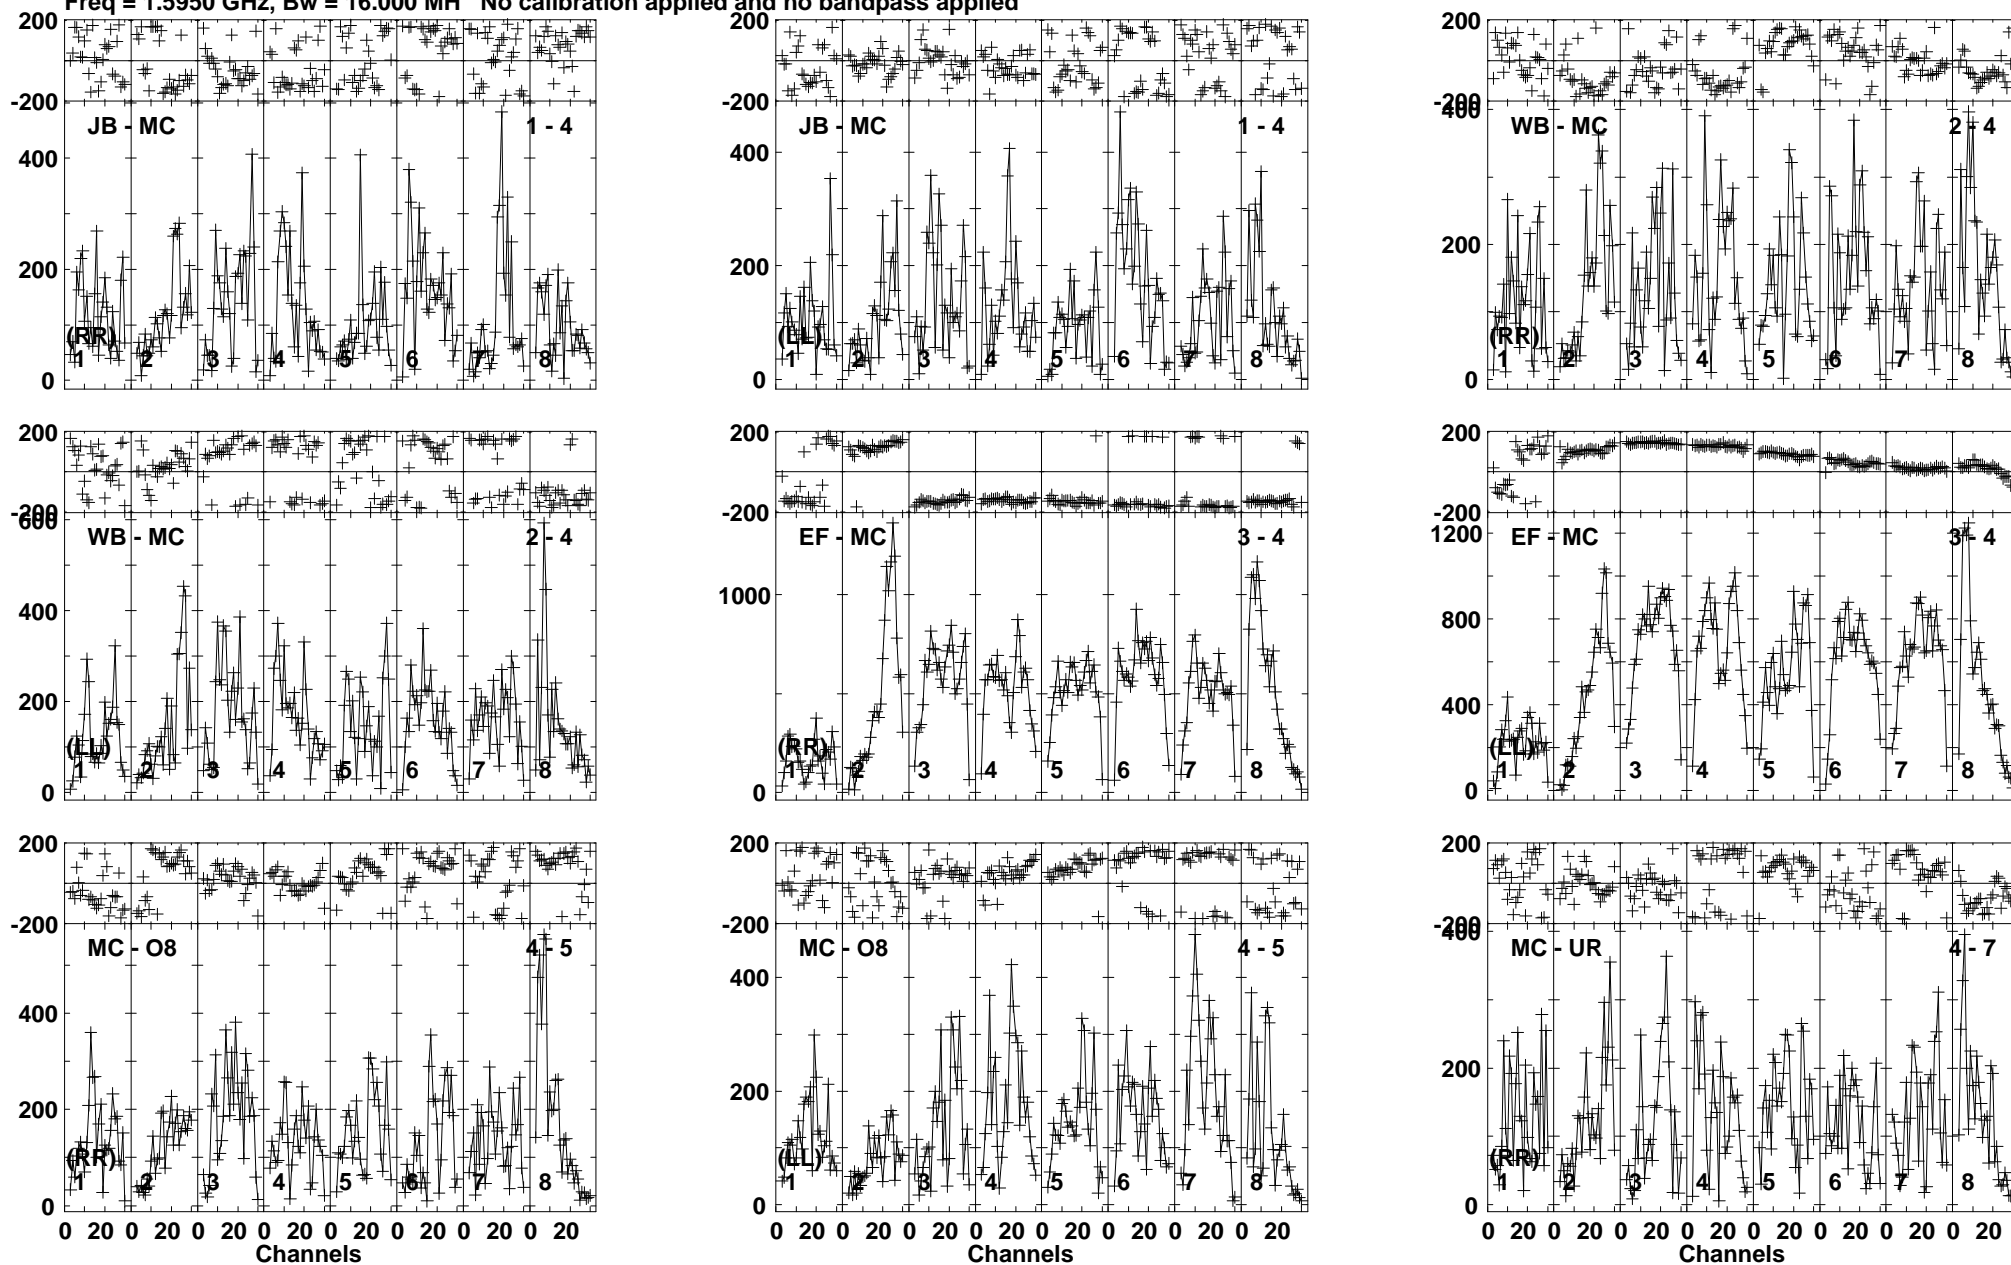 Freq = 1.5950 GHz, Bw = 16.000 MH No calibration applied and no bandpass applied
200 200 200
-200 -200 -200
400
JB - MC 1 - 4 JB - MC 1 - 4 WB - MC 2 - 4
400 400
200 200 200
(RR) (LL) (RR)
1 2 3 4 5 6 7 8 1 2 3 4 5 6 7 8 1 2 3 4 5 6 7 8
0 0 0
200 200 200
-200 -200 -200
600
WB - MC 2 - 4 EF - MC 3 - 4 EF - MC 3 - 4
1200
1000
400 800
200 400
(LL) (RR) (LL)
1 2 3 4 5 6 7 8 1 2 3 4 5 6 7 8 1 2 3 4 5 6 7 8
0 0 0
200 200 200
-200 -200 -200
400
MC - O8 4 - 5 MC - O8 4 - 5 MC - UR 4 - 7
400 400
200 200 200
(RR) (LL) (RR)
1 2 3 4 5 6 7 8 1 2 3 4 5 6 7 8 1 2 3 4 5 6 7 8
0 0 0
0 20 0 20 0 20 0 20 0 20 0 20 0 20 0 20 0 20 0 20 0 20 0 20 0 20 0 20 0 20 0 20 0 20 0 20 0 20 0 20 0 20 0 20 0 20 0 20
Channels Channels Channels